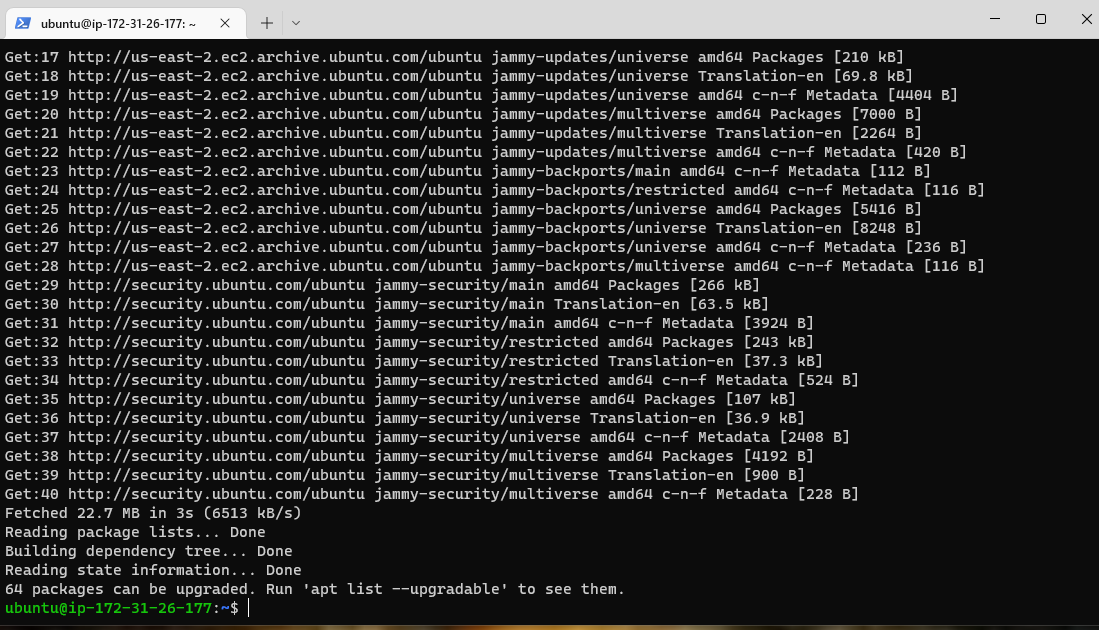 ubuntu@ip-172-31-26-177: ~
Get:17 http://us-east-2.ec2.archive.ubuntu.com/ubuntu jammy-updates/universe amd64 Packages [210 kB]
Get:18 http://us-east-2.ec2.archive.ubuntu.com/ubuntu jammy-updates/universe Translation-en [69.8 kB]
Get:19 http://us-east-2.ec2.archive.ubuntu.com/ubuntu jammy-updates/universe amd64 c-n-f Metadata [4404 B]
Get:20 http://us-east-2.ec2.archive.ubuntu.com/ubuntu jammy-updates/multiverse amd64 Packages [7000 B]
Get:21 http://us-east-2.ec2.archive.ubuntu.com/ubuntu jammy-updates/multiverse Translation-en [2264 B]
Get:22 http://us-east-2.ec2.archive.ubuntu.com/ubuntu jammy-updates/multiverse amd64 c-n-f Metadata [420 B]
Get:23 http://us-east-2.ec2.archive.ubuntu.com/ubuntu jammy-backports/main amd64 c-n-f Metadata [112 B]
Get:24 http://us-east-2.ec2.archive.ubuntu.com/ubuntu jammy-backports/restricted amd64 c-n-f Metadata [116 B]
Get:25 http://us-east-2.ec2.archive.ubuntu.com/ubuntu jammy-backports/universe amd64 Packages [5416 B]
Get:26 http://us-east-2.ec2.archive.ubuntu.com/ubuntu jammy-backports/universe Translation-en [8248 B]
Get:27 http://us-east-2.ec2.archive.ubuntu.com/ubuntu jammy-backports/universe amd64 c-n-f Metadata [236 B]
Get:28 http://us-east-2.ec2.archive.ubuntu.com/ubuntu jammy-backports/multiverse amd64 c-n-f Metadata [116 B]
Get:29 http://security.ubuntu.com/ubuntu jammy-security/main amd64 Packages [266 kB]
Get:30 http://security.ubuntu.com/ubuntu jammy-security/main Translation-en [63.5 kB]
Get:31 http://security.ubuntu.com/ubuntu jammy-security/main amd64 c-n-f Metadata [3924 B]
Get:32 http://security.ubuntu.com/ubuntu jammy-security/restricted amd64 Packages [243 kB]
Get:33 http://security.ubuntu.com/ubuntu jammy-security/restricted Translation-en [37.3 kB]
Get:34 http://security.ubuntu.com/ubuntu jammy-security/restricted amd64 c-n-f Metadata [524 B]
Get:35 http://security.ubuntu.com/ubuntu jammy-security/universe amd64 Packages [107 kB]
Get:36 http://security.ubuntu.com/ubuntu jammy-security/universe Translation-en [36.9 kB]
Get:37 http://security.ubuntu.com/ubuntu jammy-security/universe amd64 c-n-f Metadata [2408 B]
Get:38 http://security.ubuntu.com/ubuntu jammy-security/multiverse amd64 Packages [4192 B]
Get:39 http://security.ubuntu.com/ubuntu jammy-security/multiverse Translation-en [900 B]
Get:40 http://security.ubuntu.com/ubuntu jammy-security/multiverse amd64 c-n-f Metadata [228 B]
Fetched 22.7 MB in 3s (6513 kB/s)
Reading package lists... Done
Building dependency tree... Done
Reading state information... Done
64 packages can be upgraded. Run 'apt list --upgradable' to see them.
ubuntu@ip-172-31-26-177:~$